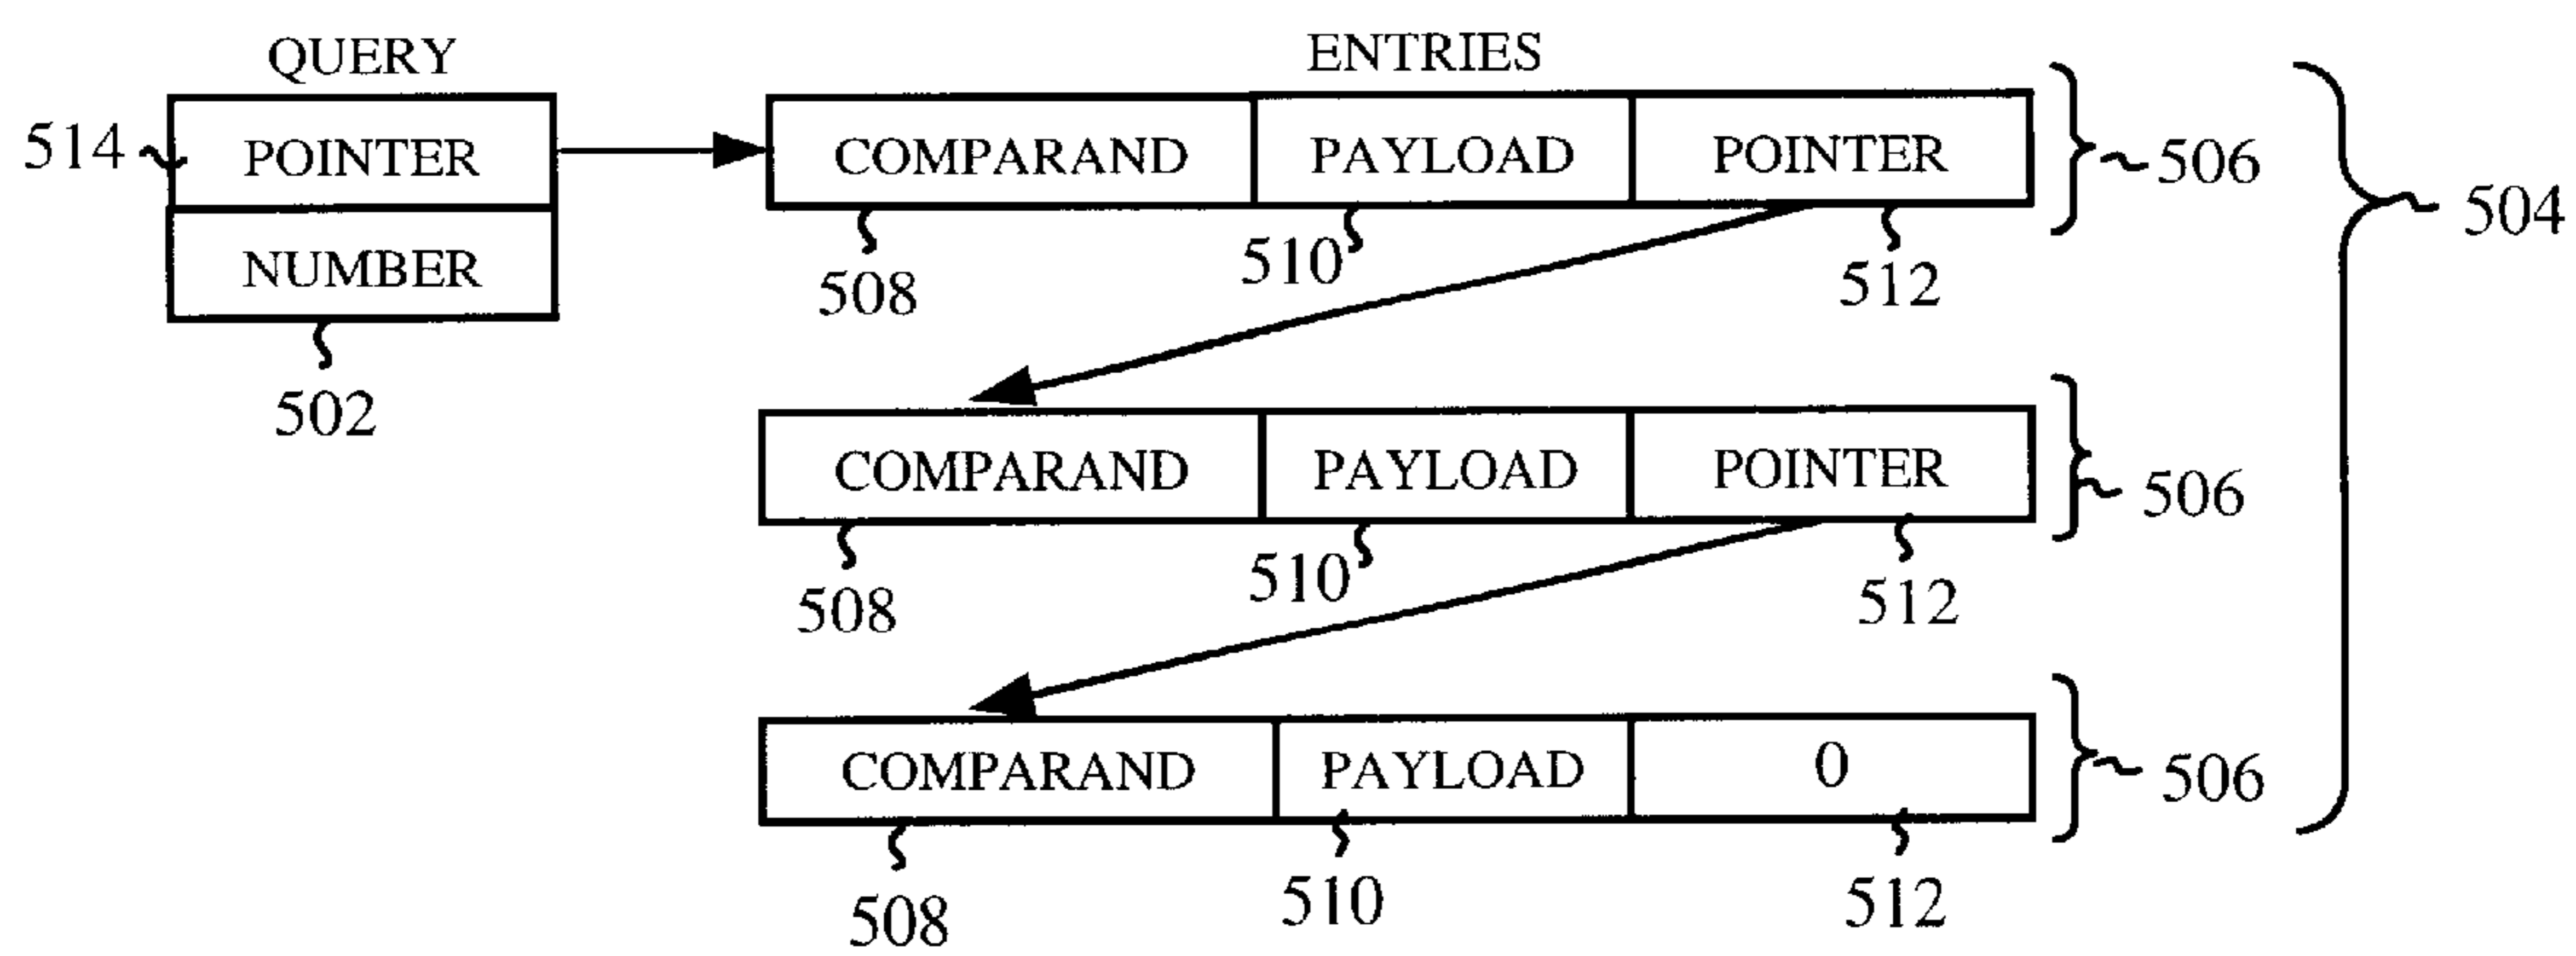 QUERY ENTRIES
514 POINTER COMPARAND PAYLOAD POINTER 506
504
NUMBER 508 510 512
502
COMPARAND PAYLOAD POINTER 506
508 510 512
COMPARAND PAYLOAD 0 506
508 510 512